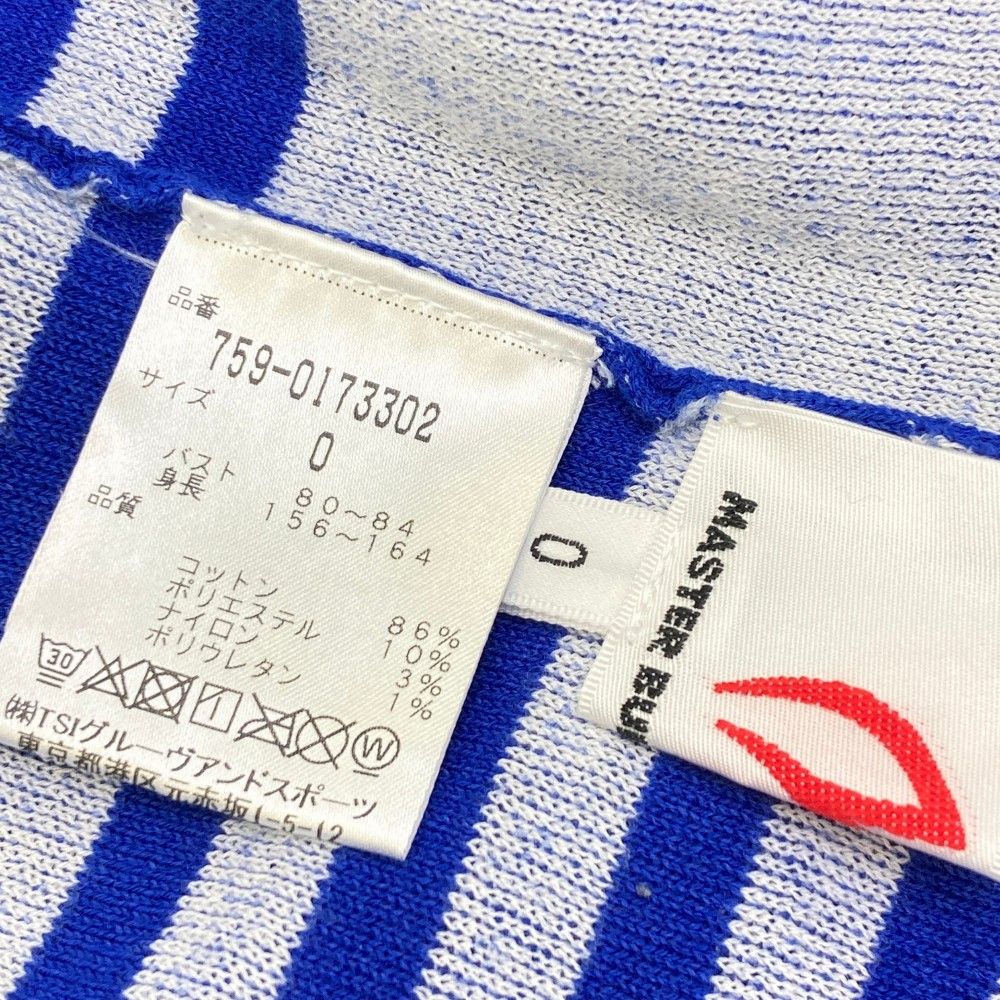 品番
759-0173302
サイズ
0
バスト 80～84
身長 156～164
品質
コットン 86%
ポリエステル 10%
ナイロン 3%
ポリウレタン 1%
30
W
(株)TSIグルーヴアンドスポーツ
東京都港区元赤坂1-5-12
0
MASTER BU